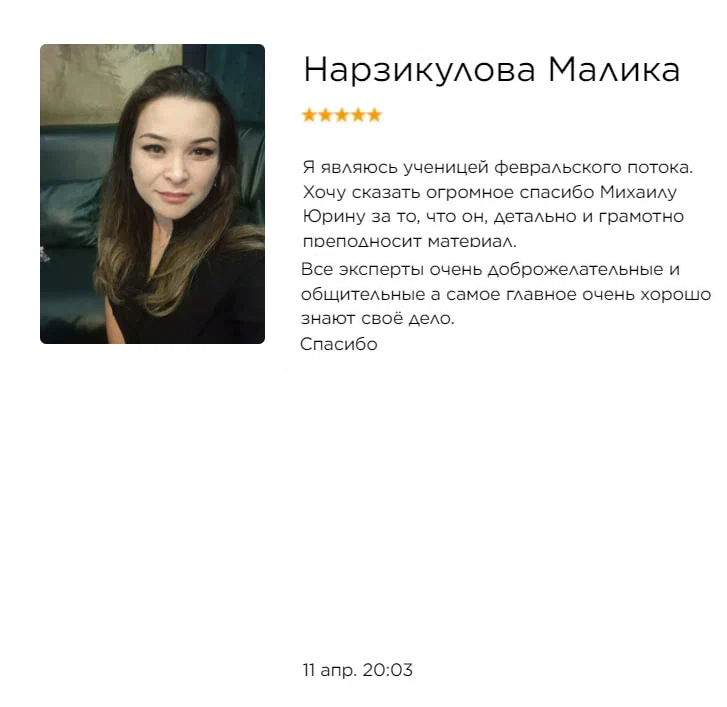 Нарзикулова Малика
Я являюсь ученицей февральского потока.
Хочу сказать огромное спасибо Михаилу
Юрину за то, что он, детально и грамотно
преподносит материал.
Все эксперты очень доброжелательные и
общительные а самое главное очень хорошо
знают своё дело.
Спасибо
11 апр. 20:03